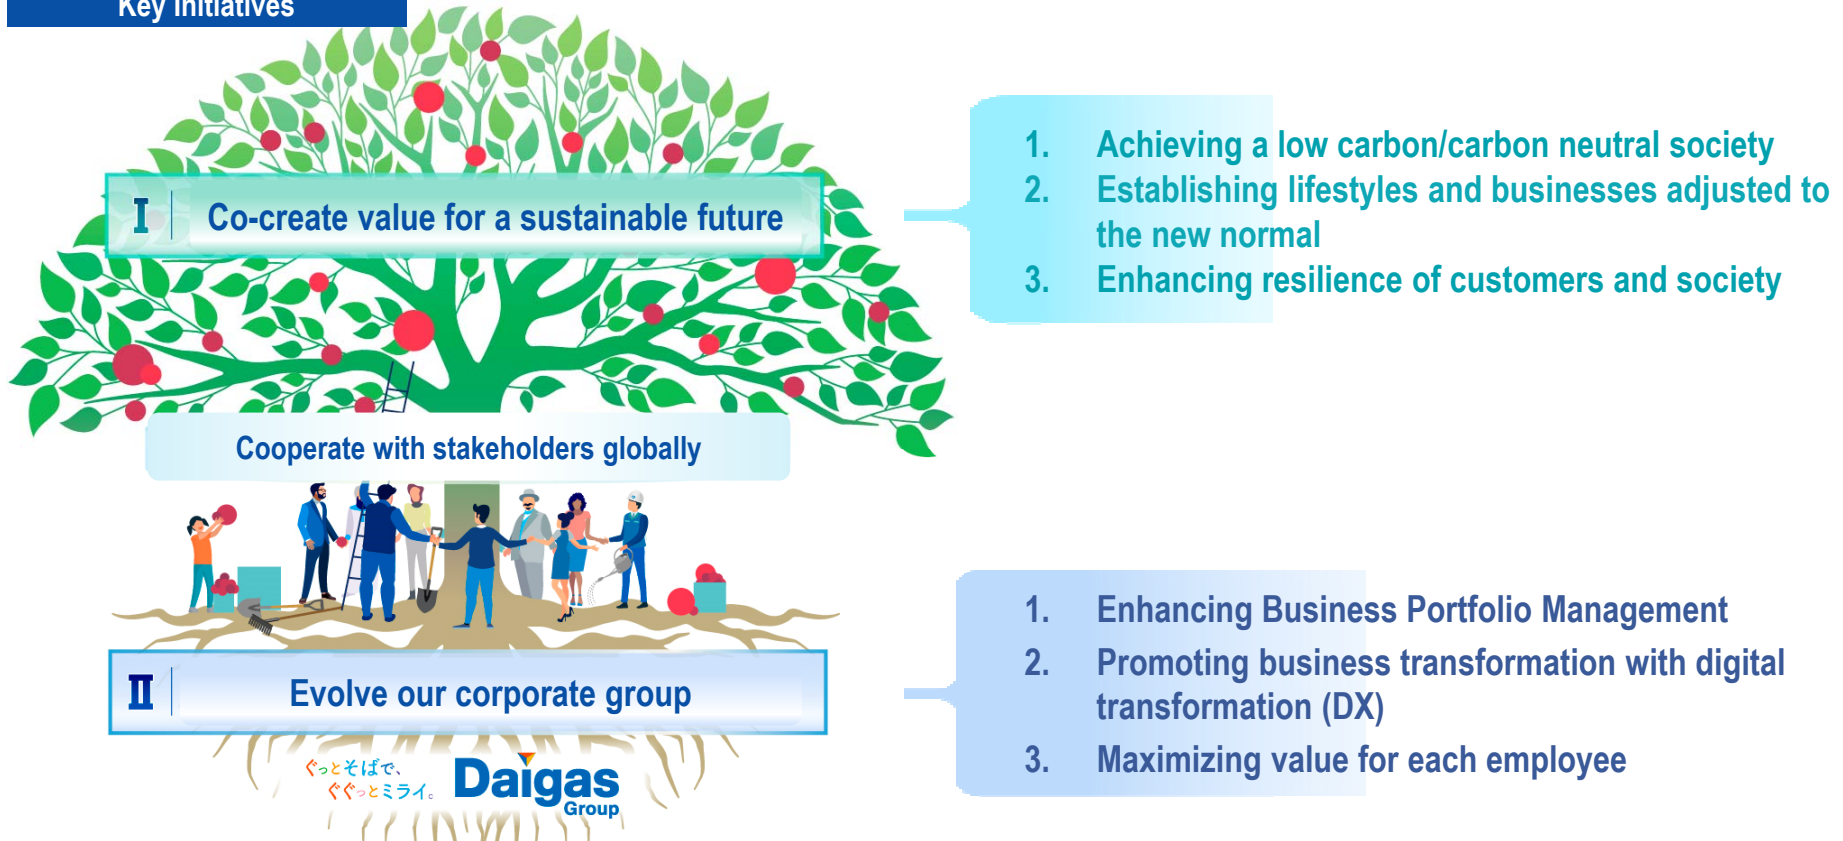 Key Initiatives
I
Co-create value for a sustainable future
1. Achieving a low carbon/carbon neutral society
2. Establishing lifestyles and businesses adjusted to
the new normal
3. Enhancing resilience of customers and society
Cooperate with stakeholders globally
II
Evolve our corporate group
1. Enhancing Business Portfolio Management
2. Promoting business transformation with digital
transformation (DX)
3. Maximizing value for each employee
ぐっとそばで、
ぐぐっとミライ。
Daigas
Group